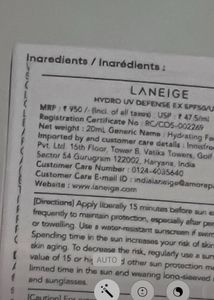 Ingredients / Ingrédients :
LANEIGE
HYDRO UV DEFENSE EX SPF50/
MRP : ₹ 950 /- (Incl. of all taxes) USP : ₹ 47.5/m
Registration Certificate No : RC/COS-002269
Net weight : 20mL Generic Name : Hydrating Fa
Imported by and customer care details : Innisfree
Pvt. Ltd. 15th Floor, Tower B, Vatika Towers, Golf
Sector 54 Gurugram 122002, Haryana, India
Customer Care Number : 0124-4035640
Customer Care E-mail ID : indialaneige@amorep
Website : www.laneige.com
[Directions] Apply liberally 15 minutes before sun e
frequently to maintain protection, especially after per
or towelling. Use a water-resistant sunscreen if swim
Spending time in the sun increases your risk of skin
skin aging. To decrease the risk, regularly use a sun
value of 15 or hig AUTO d other sun protection m
limited time in the sun and wearing long-sleeved
and sunglasses.